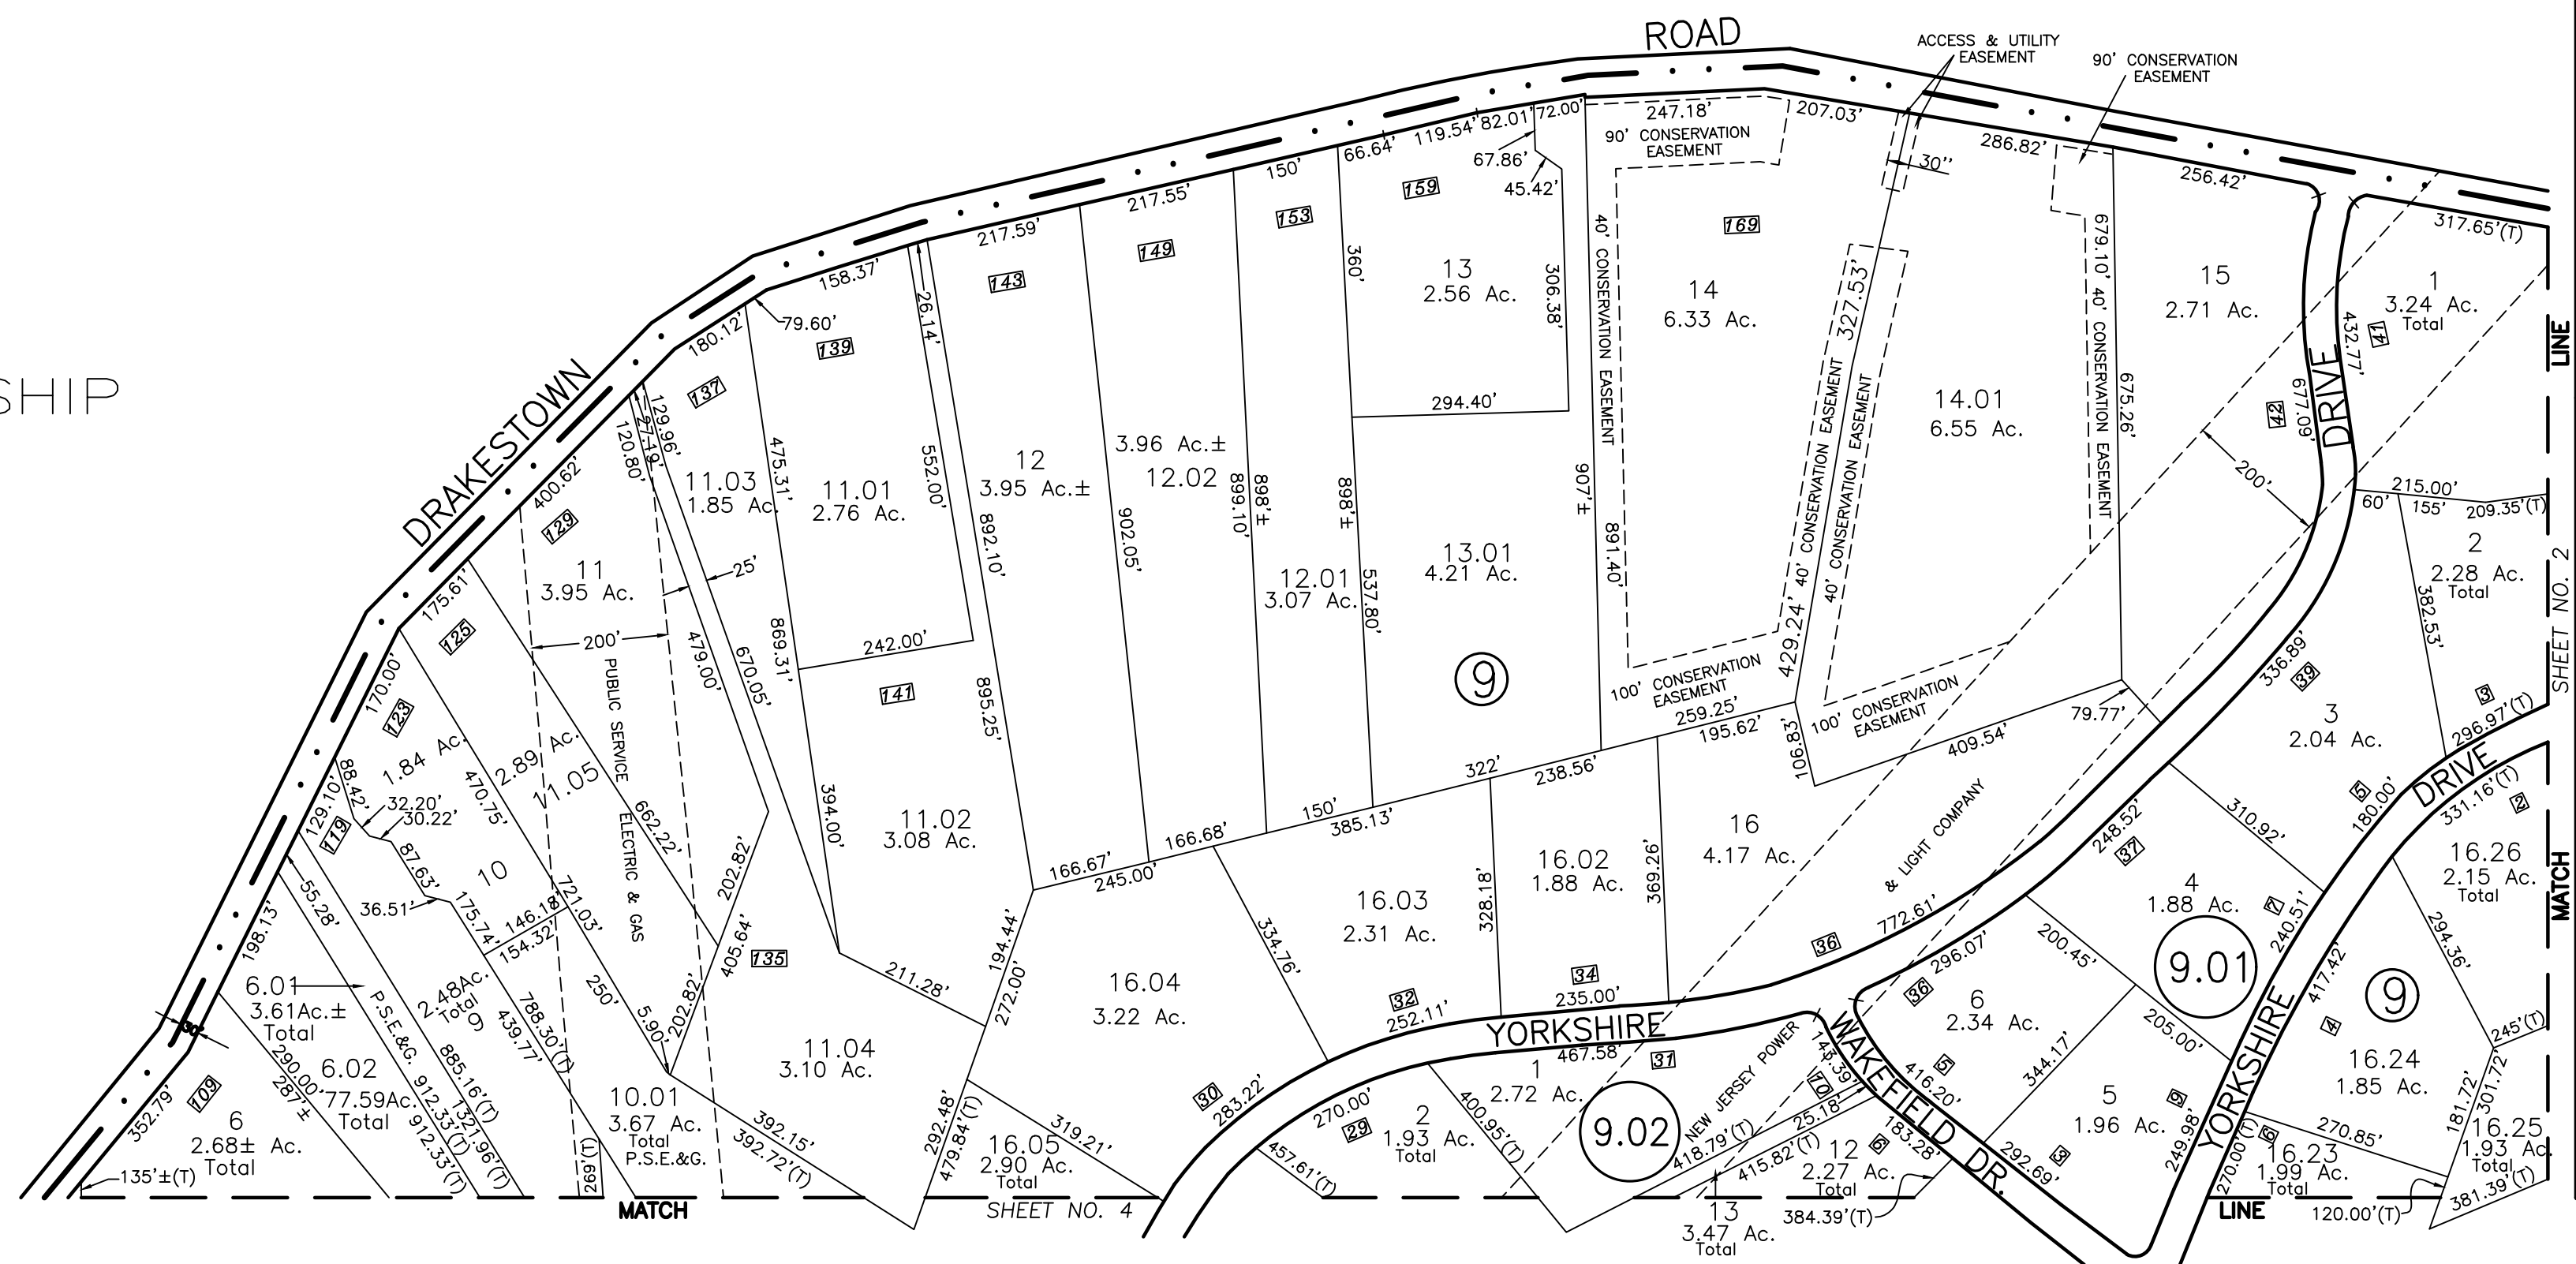 ROAD
ACCESS & UTILITY
EASEMENT
90' CONSERVATION
EASEMENT
SHIP
DRAKESTOWN
352.79'
198.13'
55.28'
129.10'
170.00'
175.61'
400.62'
120.80'
27.19'
129.96'
180.12'
79.60'
158.37'
26.14'
217.59'
217.55'
150'
66.64'
119.54'
82.01'
72.00'
67.86'
45.42'
247.18'
207.03'
30''
286.82'
256.42'
317.65'(T)
109
119
123
125
129
137
139
143
149
153
159
169
41
42
6.01
3.61Ac.±
Total
6.02
77.59Ac.
Total
6
2.68± Ac.
Total
135'±(T)
290.00'
287'±
P.S.E.&G.
912.33'(T)
912.33'(T)
885.16'(T)
1321.96'(T)
88.42'
32.20'
30.22'
87.63'
36.51'
175.74'
146.18'
154.32'
1.84 Ac.
10
2.48Ac.
Total
788.30'(T)
439.77'
470.75'
721.03'
250'
5.90'
2.89 Ac.
11.05
662.22'
11
3.95 Ac.
200'
PUBLIC SERVICE
ELECTRIC & GAS
479.00'
670.05'
25'
202.82'
405.64'
202.82'
135
10.01
3.67 Ac.
Total
P.S.E.&G.
269'(T)
11.03
1.85 Ac.
475.31'
869.31'
394.00'
11.01
2.76 Ac.
552.00'
242.00'
141
11.02
3.08 Ac.
892.10'
895.25'
211.28'
11.04
3.10 Ac.
392.15'
392.72'(T)
194.44'
272.00'
292.48'
479.84'(T)
12
3.95 Ac.±
3.96 Ac.±
12.02
902.05'
899.10'
898'±
12.01
3.07 Ac.
360'
898'±
537.80'
13
2.56 Ac.
306.38'
294.40'
13.01
4.21 Ac.
9
907'±
891.40'
90' CONSERVATION
EASEMENT
40' CONSERVATION EASEMENT
14
6.33 Ac.
327.53'
40' CONSERVATION EASEMENT
429.24'
40' CONSERVATION EASEMENT
100' CONSERVATION
EASEMENT
259.25'
195.62'
106.83'
100' CONSERVATION
EASEMENT
409.54'
14.01
6.55 Ac.
679.10'
40' CONSERVATION EASEMENT
675.26'
79.77'
15
2.71 Ac.
677.09'
DRIVE
432.77'
1
3.24 Ac.
Total
200'
215.00'
60'
155'
209.35'(T)
2
2.28 Ac.
Total
382.53'
3
296.97'(T)
LINE
SHEET NO. 2
MATCH
166.67'
245.00'
166.68'
150'
385.13'
322'
238.56'
334.76'
16.04
3.22 Ac.
16.03
2.31 Ac.
328.18'
16.02
1.88 Ac.
369.26'
16
4.17 Ac.
& LIGHT COMPANY
16.05
2.90 Ac.
Total
319.21'
30
283.22'
32
252.11'
34
235.00'
36
772.61'
YORKSHIRE
467.58'
31
1
2.72 Ac.
9.02
NEW JERSEY POWER
270.00'
29
457.61'(T)
2
1.93 Ac.
Total
400.95'(T)
418.79'(T)
25.18'
415.82'(T)
143.39'
10
WAKEFIELD DR.
183.28'
6
12
2.27 Ac.
Total
384.39'(T)
13
3.47 Ac.
Total
336.89'
39
3
2.04 Ac.
5
180.00'
DRIVE
331.16'(T)
2
310.92'
248.52'
37
4
1.88 Ac.
7
240.51'
9.01
200.45'
205.00'
296.07'
36
6
2.34 Ac.
5
416.20'
344.17'
5
1.96 Ac.
9
249.98'
292.69'
3
YORKSHIRE
417.42'
4
9
16.26
2.15 Ac.
Total
294.36'
245'(T)
16.24
1.85 Ac.
181.72'
301.72'
270.85'
16.25
1.93 Ac.
Total
381.39'(T)
270.00'(T)
6
16.23
1.99 Ac.
Total
120.00'(T)
MATCH
SHEET NO. 4
LINE